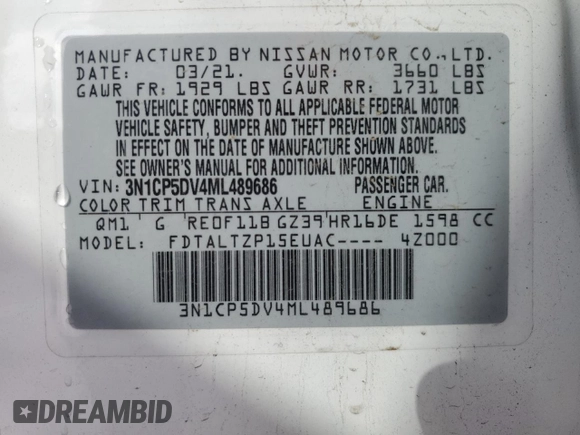 MANUFACTURED BY NISSAN MOTOR CO.,LTD.
DATE: 03/21. GVWR: 3660 LBS
GAWR FR: 1929 LBS GAWR RR: 1731 LBS
THIS VEHICLE CONFORMS TO ALL APPLICABLE FEDERAL MOTOR
VEHICLE SAFETY, BUMPER AND THEFT PREVENTION STANDARDS
IN EFFECT ON THE DATE OF MANUFACTURE SHOWN ABOVE.
SEE OWNER'S MANUAL FOR ADDITIONAL INFORMATION.
VIN: 3N1CP5DV4ML489686 PASSENGER CAR.
COLOR TRIM TRANS AXLE ENGINE
QM1 G RE0F11B GZ39 HR16DE 1598 CC
MODEL: FDTALTZP15EUAC---- 4Z000
3N1CP5DV4ML489686
DREAMBID